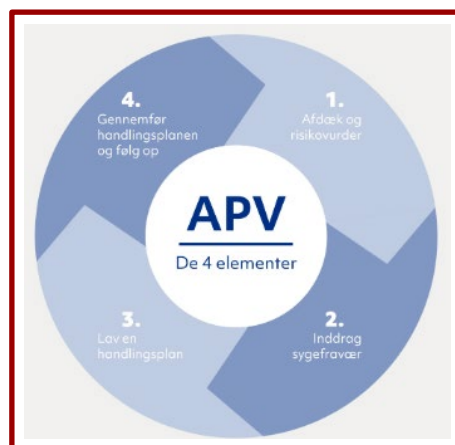 APV
De 4 elementer
1.
Afdæk og
risikovurder
2.
Inddrag
sygefravær
3.
Lav en
handlingsplan
4.
Gennemfør
handlingsplanen
og følg op